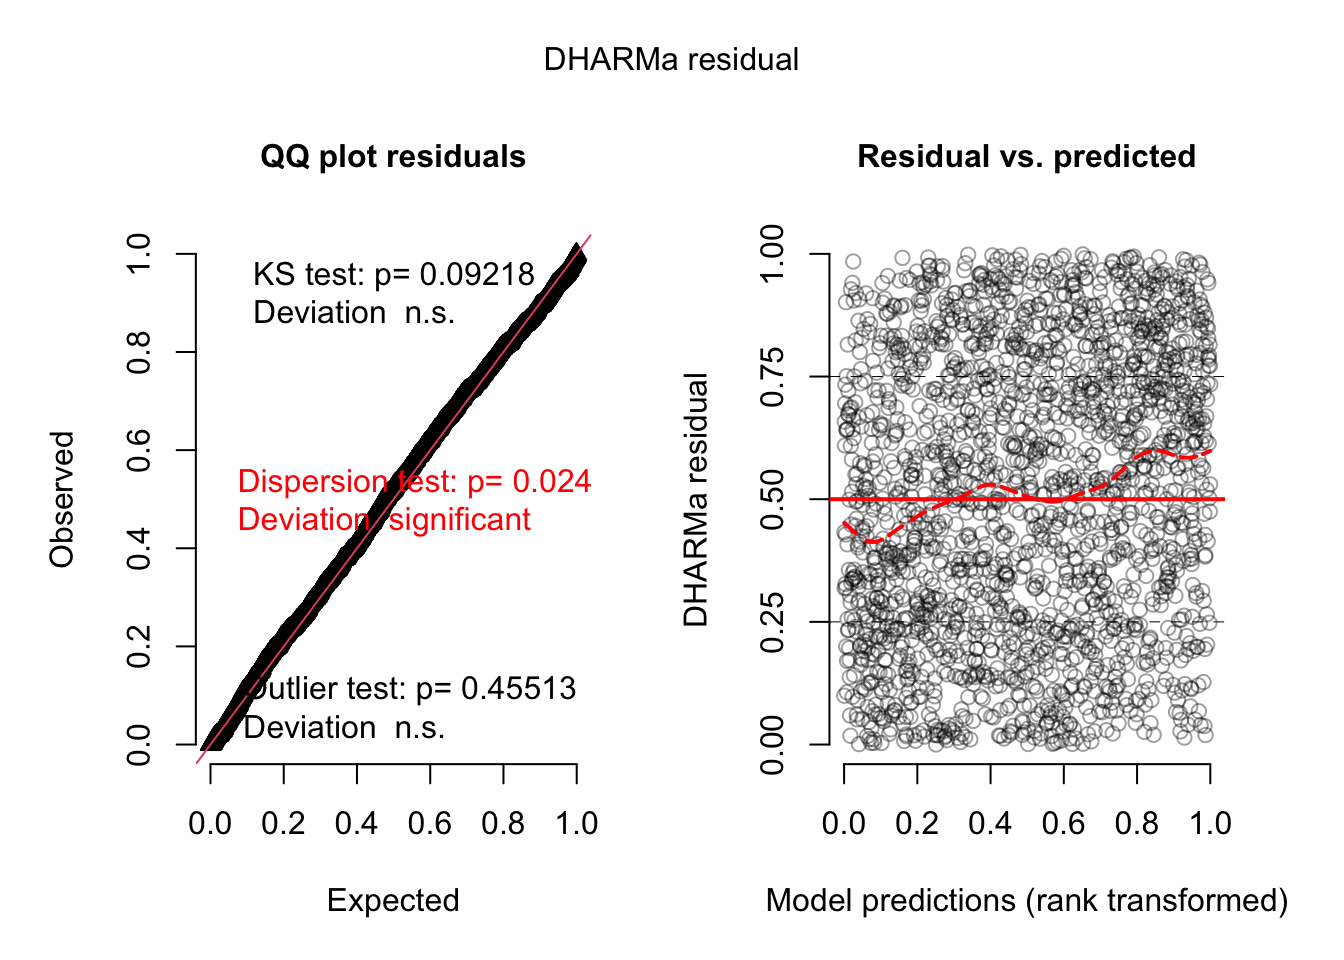 DHARMa residual
QQ plot residuals
KS test: p= 0.09218
Deviation  n.s.
Dispersion test: p= 0.024
Deviation  significant
Outlier test: p= 0.45513
Deviation  n.s.
Observed
0.0 0.2 0.4 0.6 0.8 1.0
0.0 0.2 0.4 0.6 0.8 1.0
Expected
Residual vs. predicted
DHARMa residual
0.00 0.25 0.50 0.75 1.00
0.0 0.2 0.4 0.6 0.8 1.0
Model predictions (rank transformed)